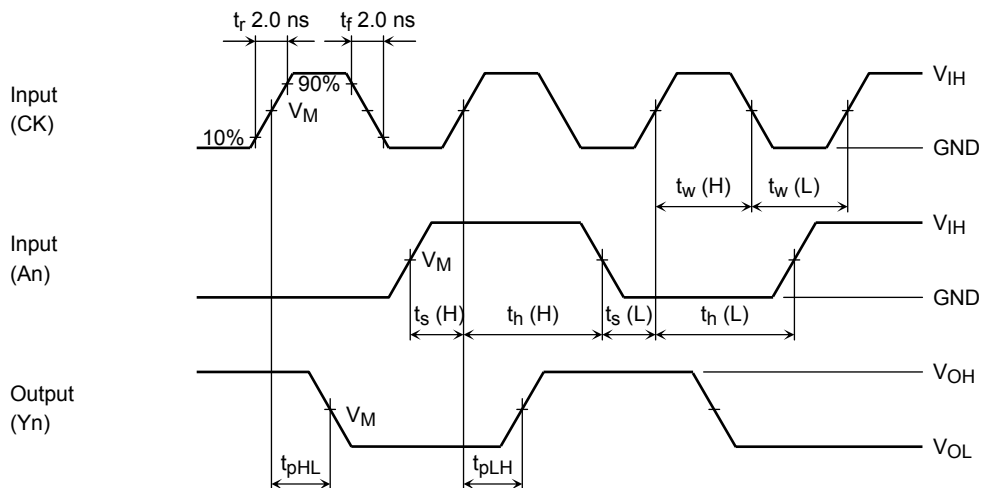 tr 2.0 ns
tf 2.0 ns
Input
(CK)
90%
VM
10%
VIH
GND
tw (H)
tw (L)
Input
(An)
VM
VIH
GND
ts (H)
th (H)
ts (L)
th (L)
Output
(Yn)
VM
VOH
VOL
tpHL
tpLH